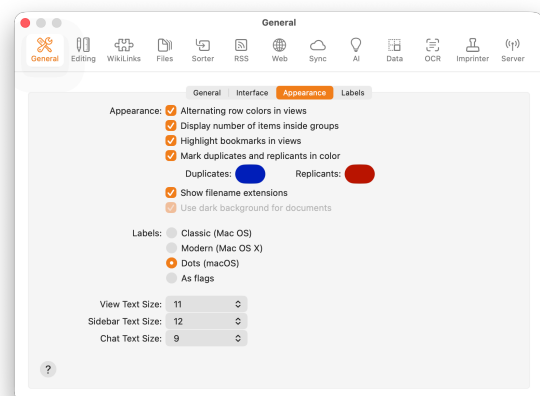 General
General Editing WikiLinks Files Sorter RSS Web Sync AI Data OCR Imprinter Server
General Interface Appearance Labels
Appearance: Alternating row colors in views
Display number of items inside groups
Highlight bookmarks in views
Mark duplicates and replicants in color
Duplicates: Replicants:
Show filename extensions
Use dark background for documents
Labels: Classic (Mac OS)
Modern (Mac OS X)
Dots (macOS)
As flags
View Text Size: 11
Sidebar Text Size: 12
Chat Text Size: 9
?